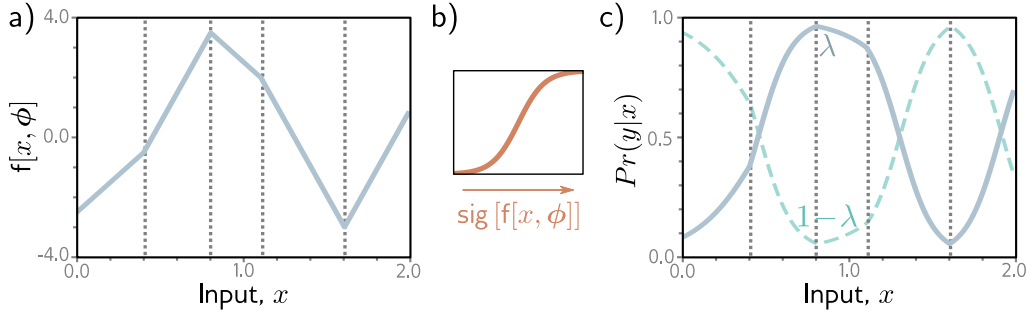 a)
4.0
0.0
-4.0
f[x, ϕ]
0.0
1.0
2.0
Input, x
b)
sig [f[x, ϕ]]
c)
1.0
0.5
0.0
Pr(y|x)
λ
1−λ
0.0
1.0
2.0
Input, x